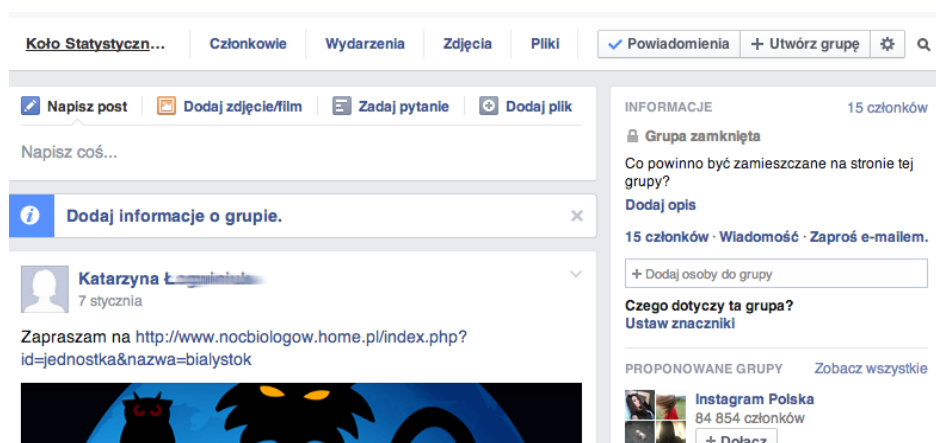 Koło Statystyczn... Członkowie Wydarzenia Zdjęcia Pliki Powiadomienia + Utwórz grupę
Napisz post Dodaj zdjęcie/film Zadaj pytanie Dodaj plik
Napisz coś...
Dodaj informacje o grupie.
Katarzyna
7 stycznia
Zapraszam na http://www.nocbiologow.home.pl/index.php?
id=jednostka&nazwa=bialystok
INFORMACJE 15 członków
Grupa zamknięta
Co powinno być zamieszczane na stronie tej
grupy?
Dodaj opis
15 członków · Wiadomość · Zaproś e-mailem.
+ Dodaj osoby do grupy
Czego dotyczy ta grupa?
Ustaw znaczniki
PROPONOWANE GRUPY Zobacz wszystkie
Instagram Polska
84 854 członków
+ Dołącz